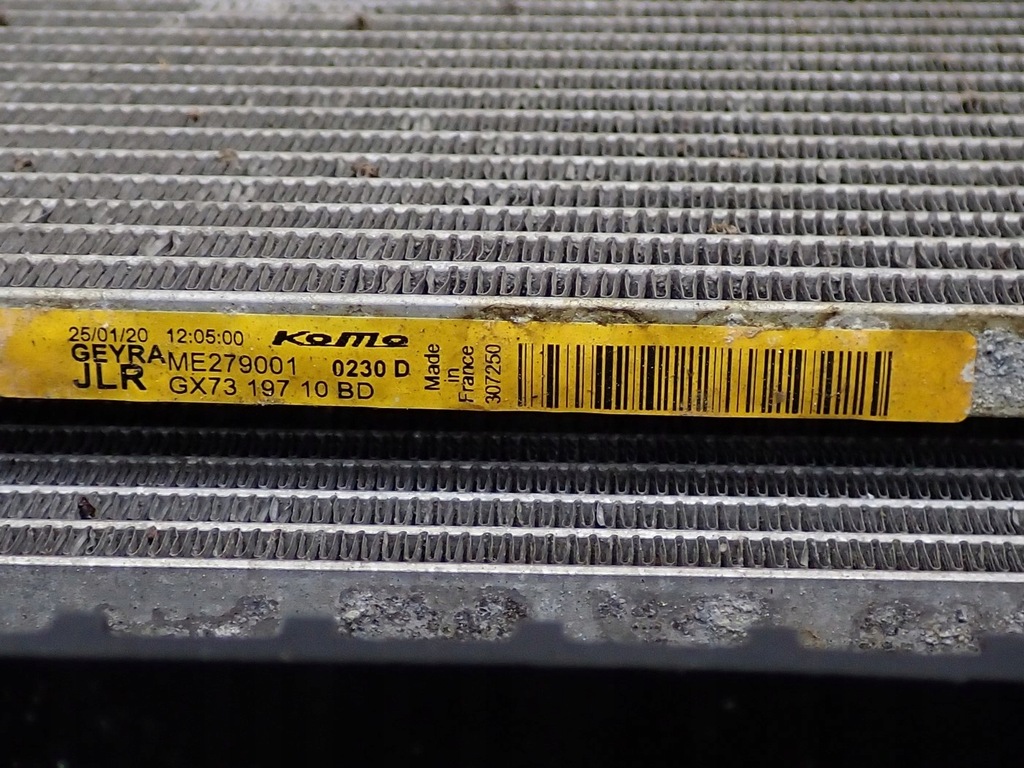 25/01/20 12:05:00 KoMo
GEYRA ME279001 0230 D
JLR GX73 197 10 BD
Made
in
France
307250